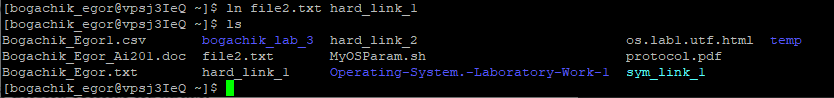 [bogachik_egor@vpsj3IeQ ~]$ ln file2.txt hard_link_1
[bogachik_egor@vpsj3IeQ ~]$ ls
Bogachik_Egor1.csv bogachik_lab_3 hard_link_2 os.lab1.utf.html temp
Bogachik_Egor_Ai201.doc file2.txt MyOSParam.sh protocol.pdf
Bogachik_Egor.txt hard_link_1 Operating-System.-Laboratory-Work-1 sym_link_1
[bogachik_egor@vpsj3IeQ ~]$